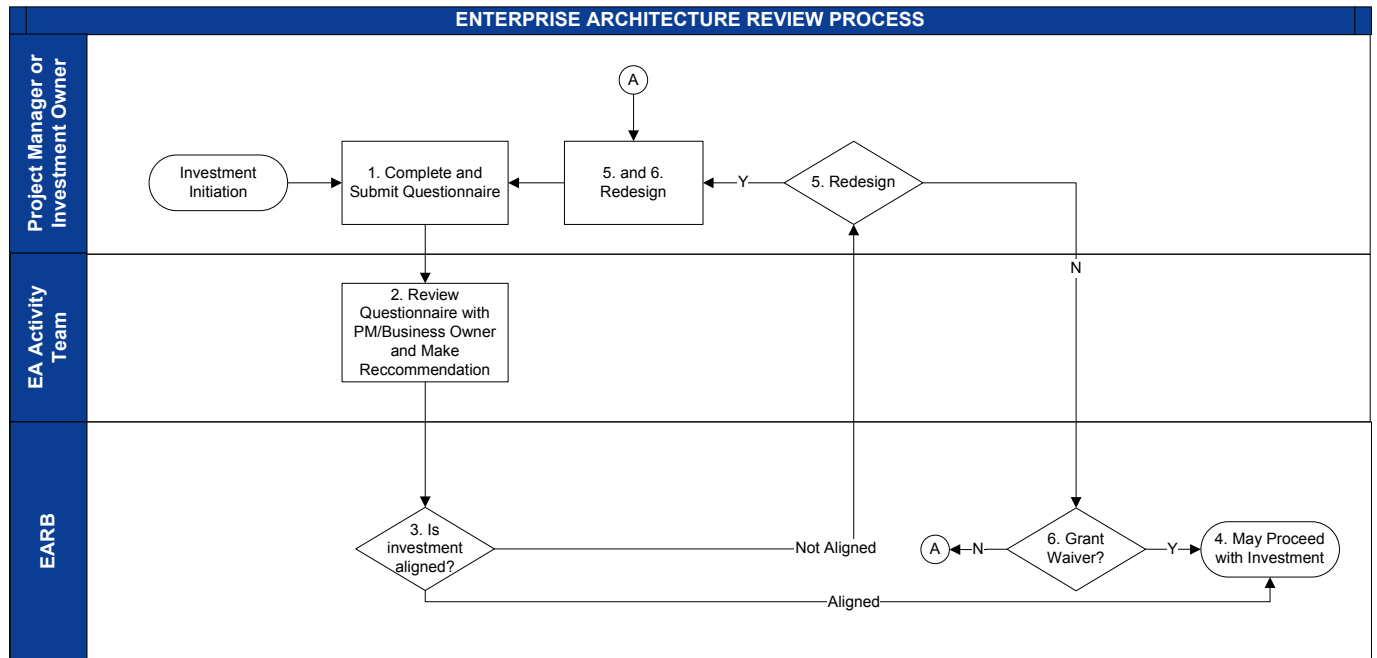 ENTERPRISE ARCHITECTURE REVIEW PROCESS
Project Manager or
Investment Owner
A
Investment
Initiation
1. Complete and
Submit Questionnaire
5. and 6.
Redesign
Y
5. Redesign
N
EA Activity
Team
2. Review
Questionnaire with
PM/Business Owner
and Make
Reccommendation
EARB
3. Is
investment
aligned?
Not Aligned
A
N
6. Grant
Waiver?
Y
4. May Proceed
with Investment
Aligned